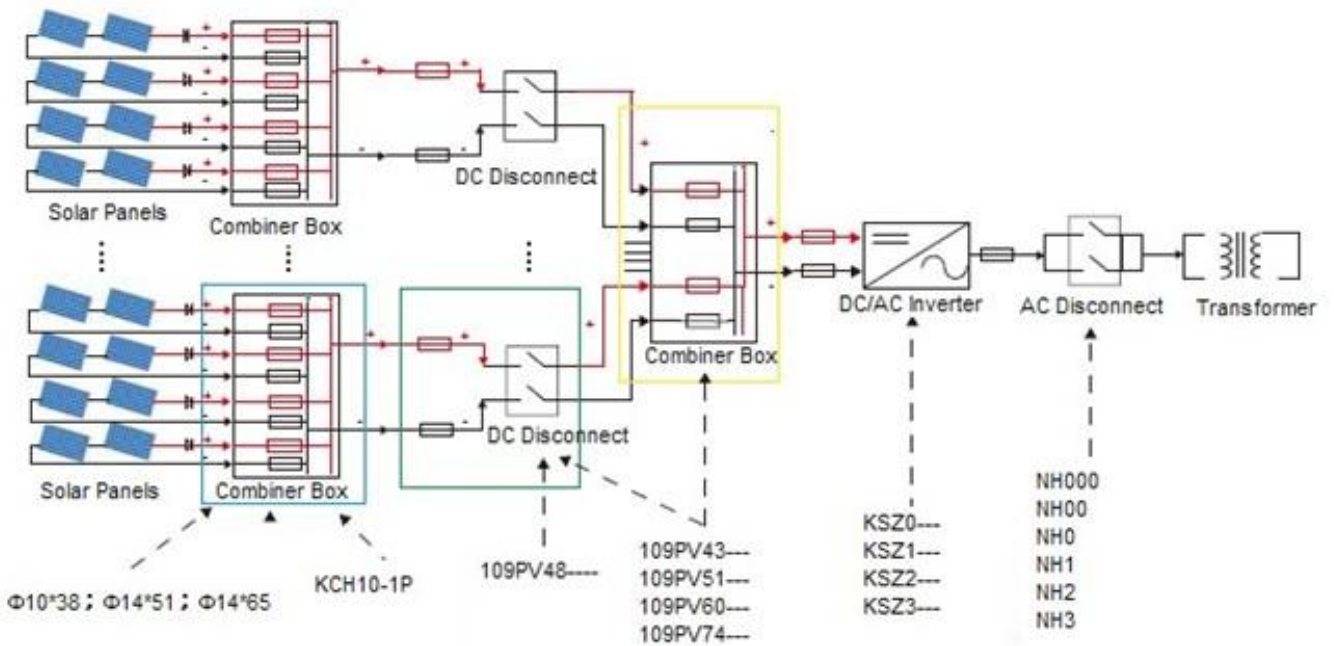 DC Disconnect
Solar Panels
Combiner Box
DC/AC Inverter
AC Disconnect
Transformer
Combiner Box
DC Disconnect
Solar Panels
Combiner Box
Φ10*38；Φ14*51；Φ14*65
KCH10-1P
109PV48----
109PV43---
109PV51---
109PV60---
109PV74---
KSZ0---
KSZ1---
KSZ2---
KSZ3---
NH000
NH00
NH0
NH1
NH2
NH3